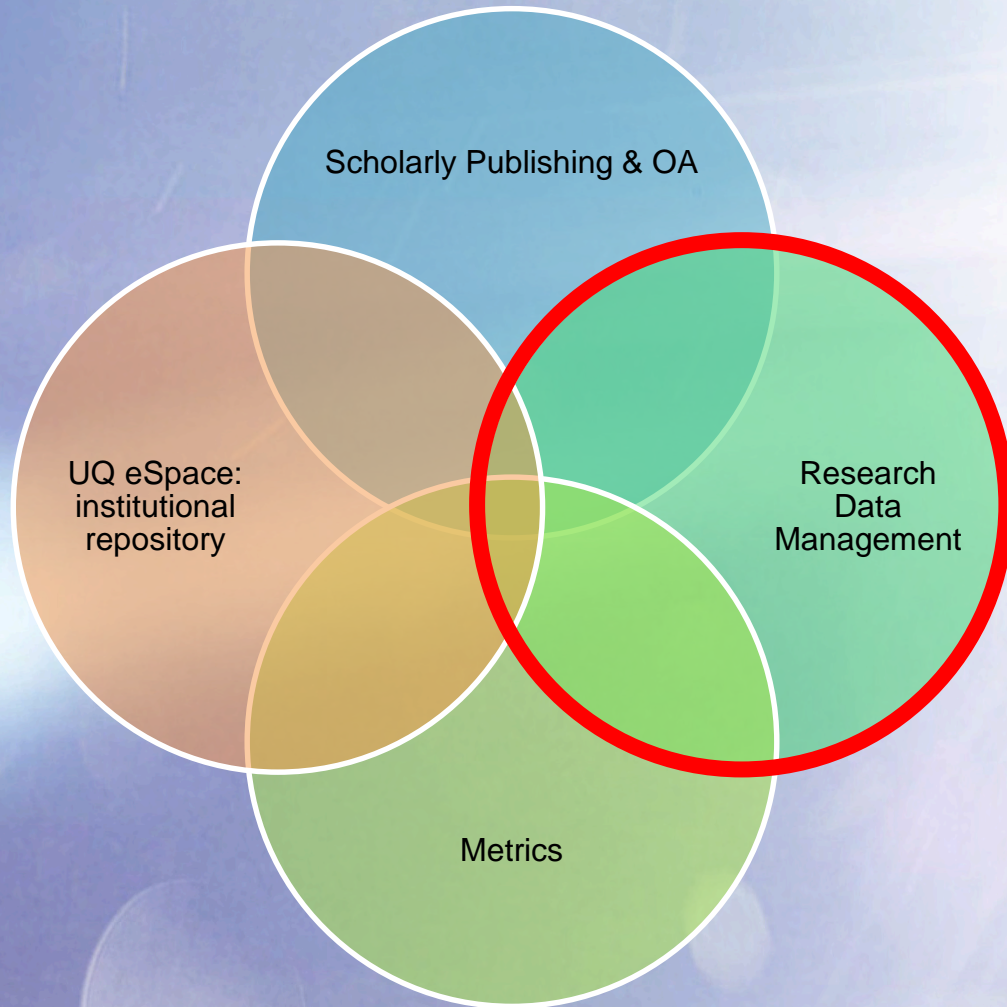 Scholarly Publishing & OA
UQ eSpace:
institutional
repository
Research
Data
Management
Metrics